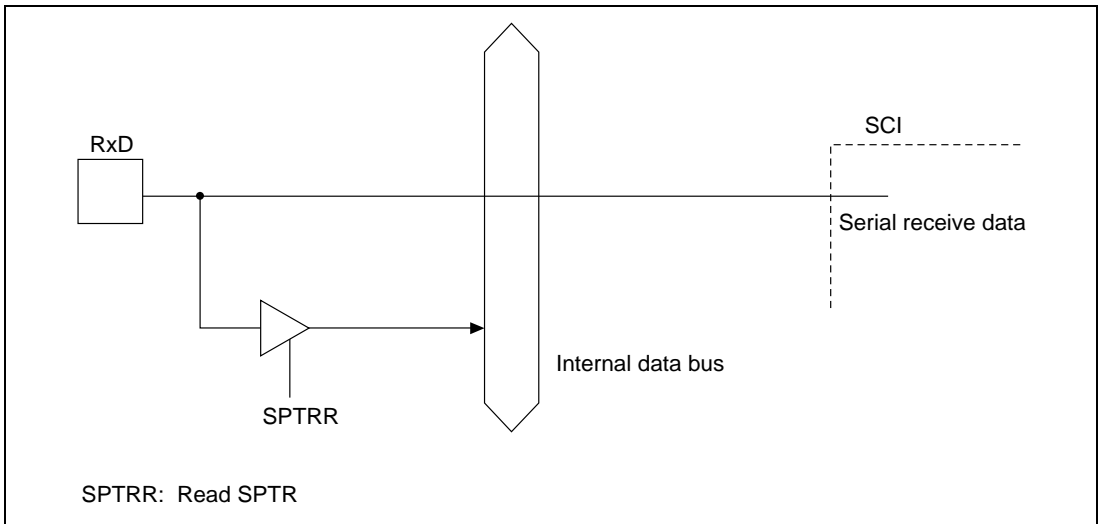 SCI
RxD
Serial receive data
Internal data bus
SPTRR
SPTRR: Read SPTR